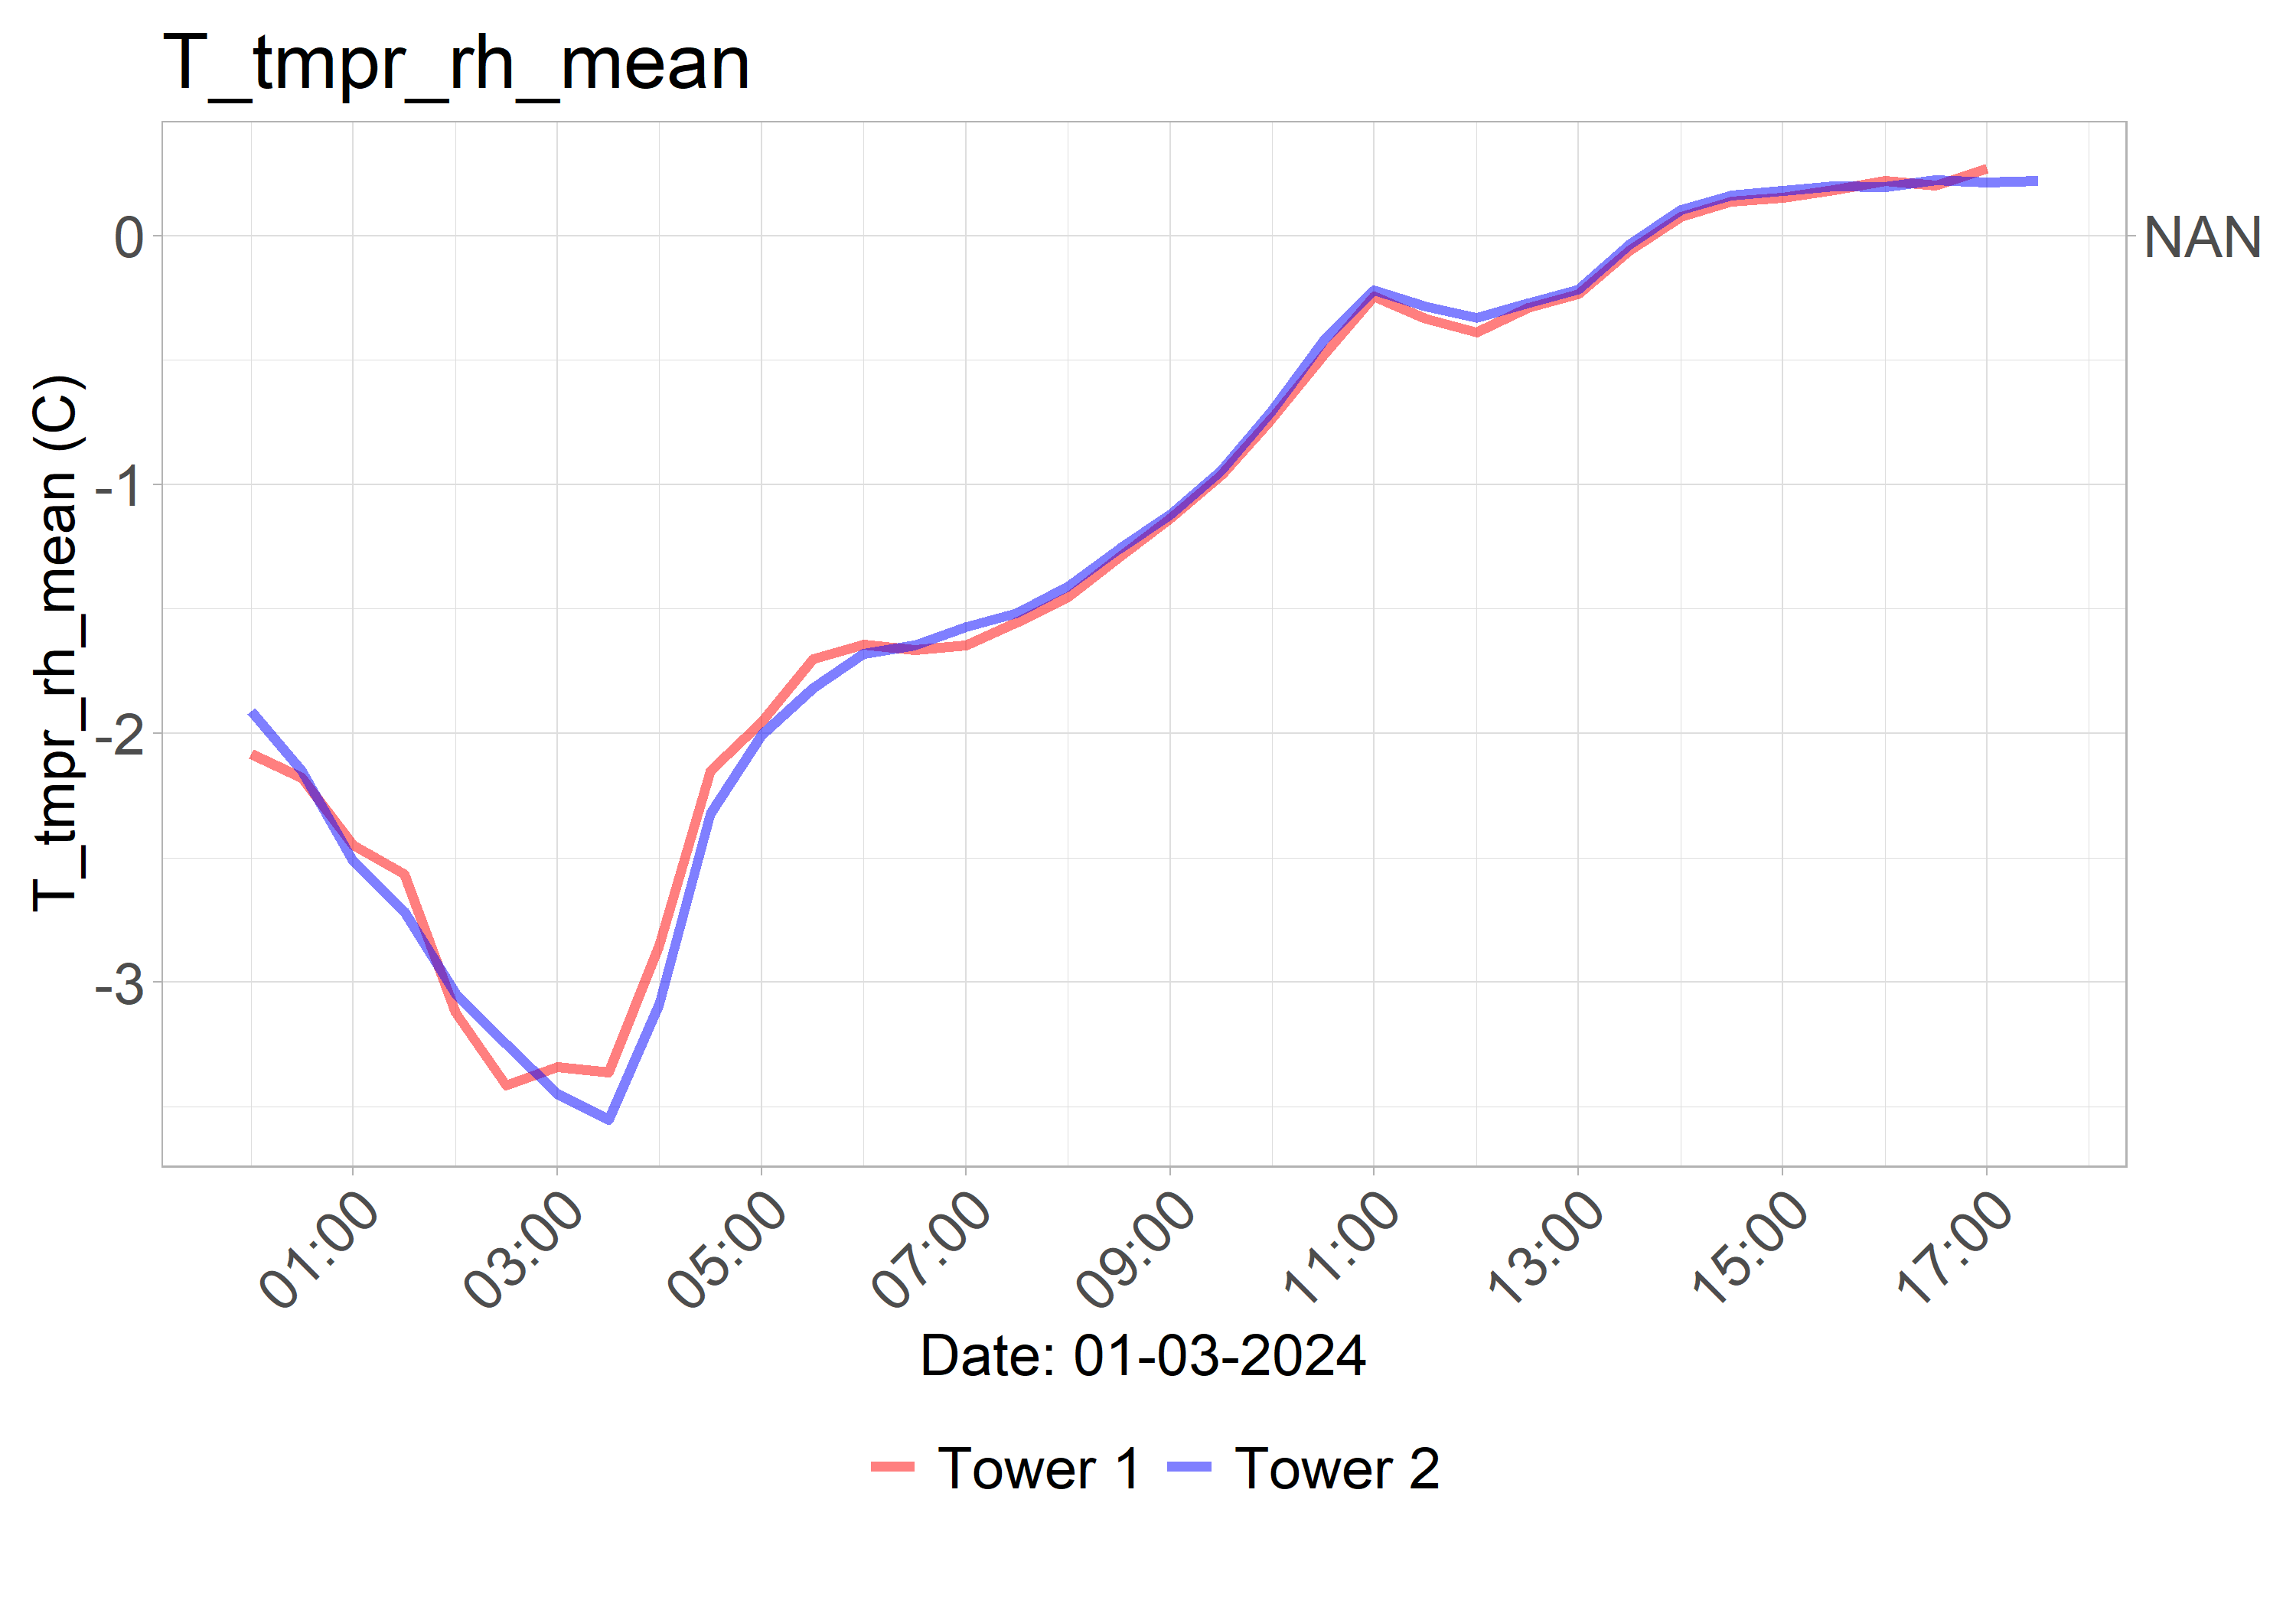 T_tmpr_rh_mean
T_tmpr_rh_mean (C)
0
-1
-2
-3
NAN
01:00
03:00
05:00
07:00
09:00
11:00
13:00
15:00
17:00
Date: 01-03-2024
Tower 1
Tower 2